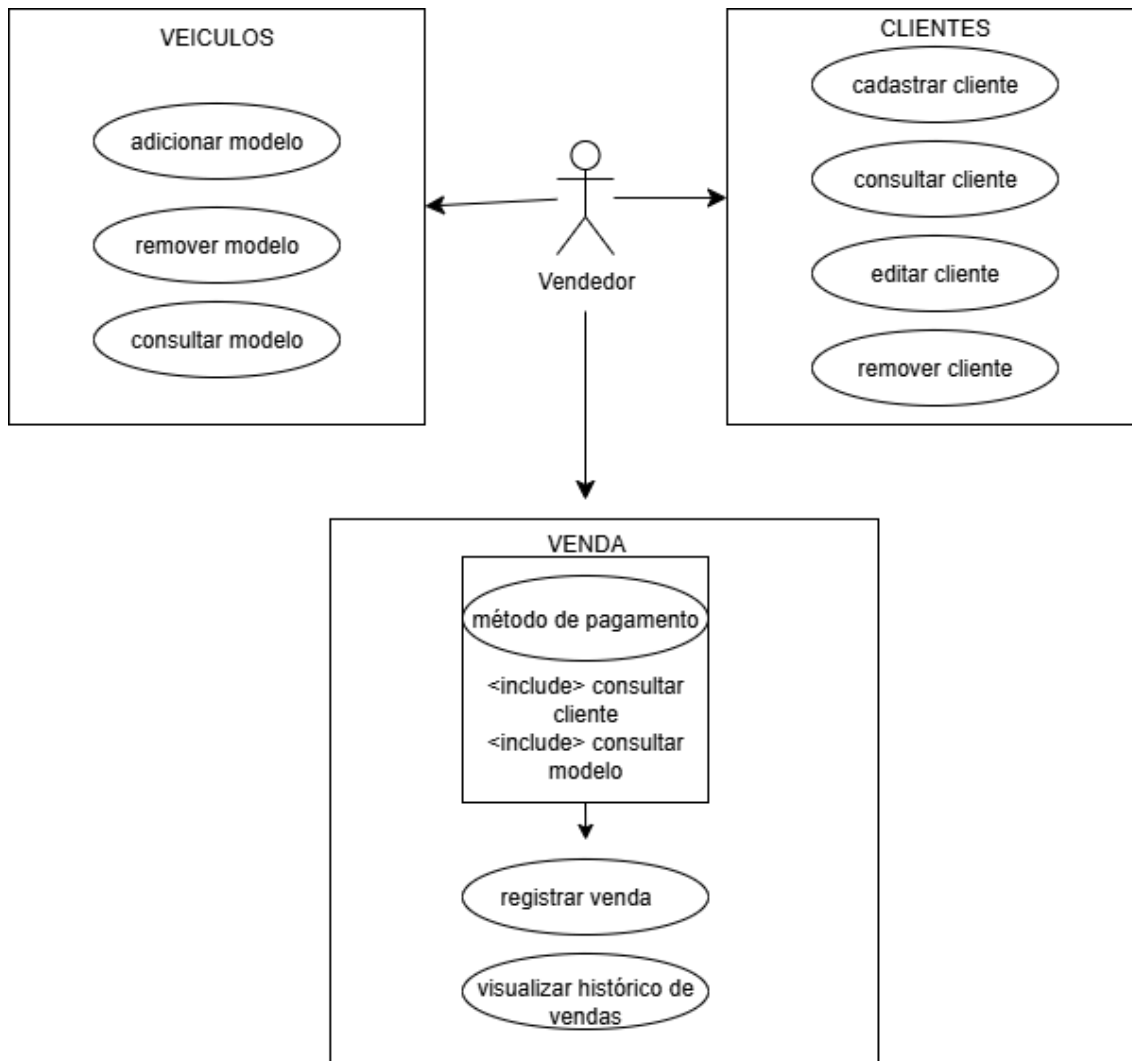 VEICULOS
adicionar modelo
remover modelo
consultar modelo
Vendedor
CLIENTES
cadastrar cliente
consultar cliente
editar cliente
remover cliente
VENDA
método de pagamento
<include> consultar
cliente
<include> consultar
modelo
registrar venda
visualizar histórico de
vendas